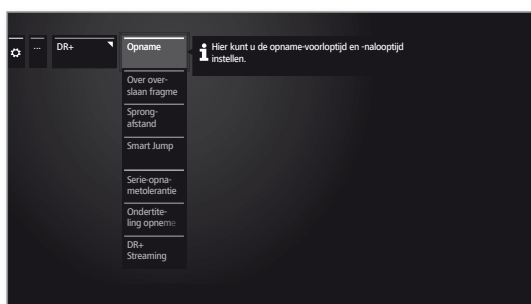 ...
DR+
Opname
Hier kunt u de opname-voorloptijd en -nalooptijd
instellen.
Over over-
slaan fragme
Sprong-
afstand
Smart Jump
Serie-opna-
metolerantie
Ondertite-
ling opneme
DR+
Streaming